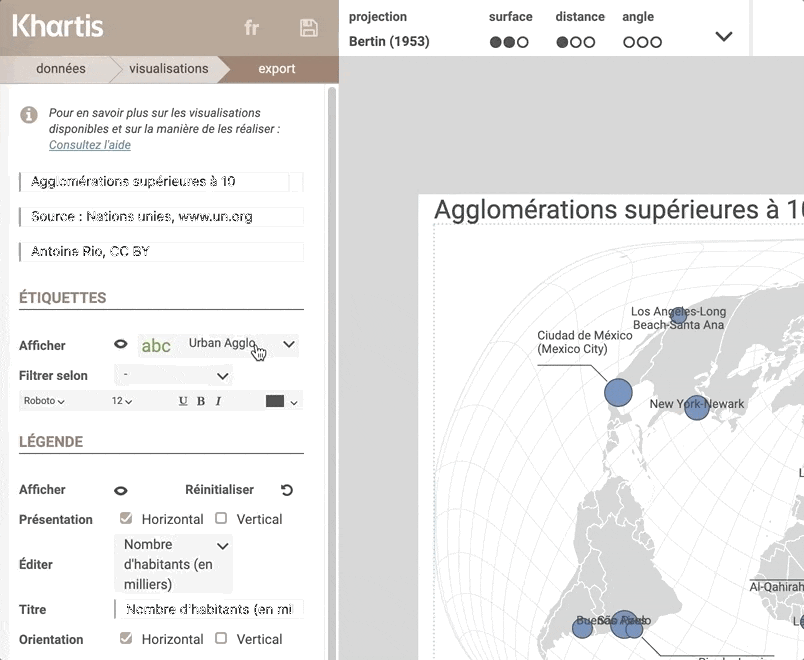 Khartis
fr
projection
surface
distance
angle
Bertin (1953)
données
visualisations
export
Pour en savoir plus sur les visualisations
disponibles et sur la manière de les réaliser :
Consultez l'aide
Agglomérations supérieures à 10
Source : Nations unies, www.un.org
Antoine Rio, CC BY
ÉTIQUETTES
Afficher
abc
Urban Agglo
Filtrer selon
-
Roboto
12
U B I
LÉGENDE
Afficher
Réinitialiser
Présentation
Horizontal
Vertical
Éditer
Nombre
d'habitants (en
milliers)
Titre
Nombre d'habitants (en mi
Orientation
Horizontal
Vertical
Agglomérations supérieures à 10
Los Angeles-Long
Beach-Santa Ana
Ciudad de México
(Mexico City)
New York-Newark
Al-Qahirah
Buenos Aires
São Paulo